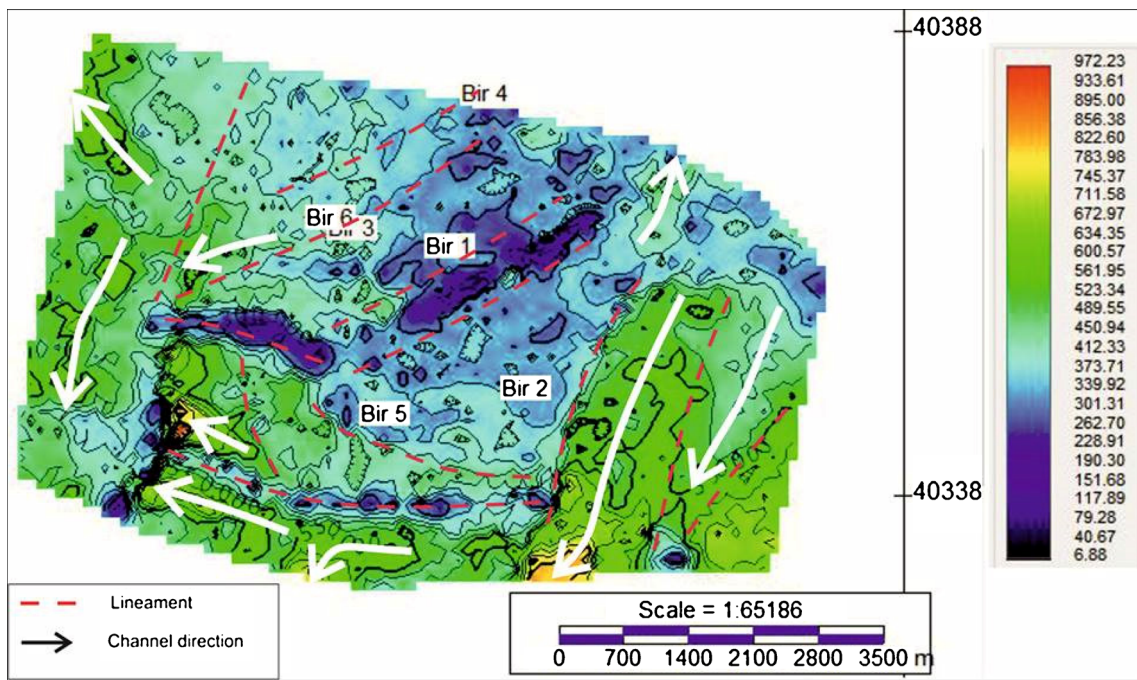 40388
972.23
933.61
895.00
856.38
822.60
783.98
745.37
711.58
672.97
634.35
600.57
561.95
523.34
489.55
450.94
412.33
373.71
339.92
301.31
262.70
228.91
190.30
151.68
117.89
79.28
40.67
6.88
Bir 4
Bir 6
Bir 3
Bir 1
Bir 2
Bir 5
40338
Lineament
Channel direction
Scale = 1:65186
0 700 1400 2100 2800 3500 m